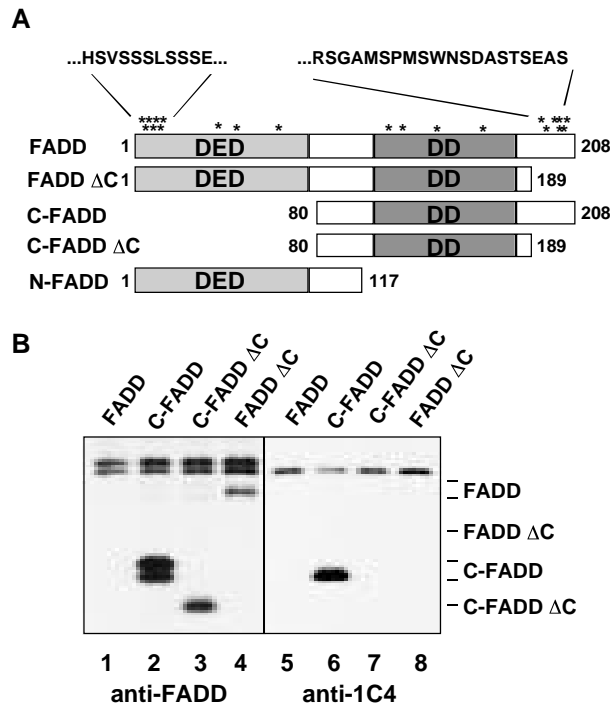 A
...HSVSSSLSSSE... ...RSGAMSPMSWNSDASTSEAS
**** *** * * * * * * * * * *** * **
FADD 1 DED DD 208
FADD ΔC 1 DED DD 189
C-FADD 80 DD 208
C-FADD ΔC 80 DD 189
N-FADD 1 DED 117
B
FADD C-FADD C-FADD ΔC FADD ΔC FADD C-FADD C-FADD ΔC FADD ΔC
FADD
FADD ΔC
C-FADD
C-FADD ΔC
1 2 3 4 5 6 7 8
anti-FADD anti-1C4